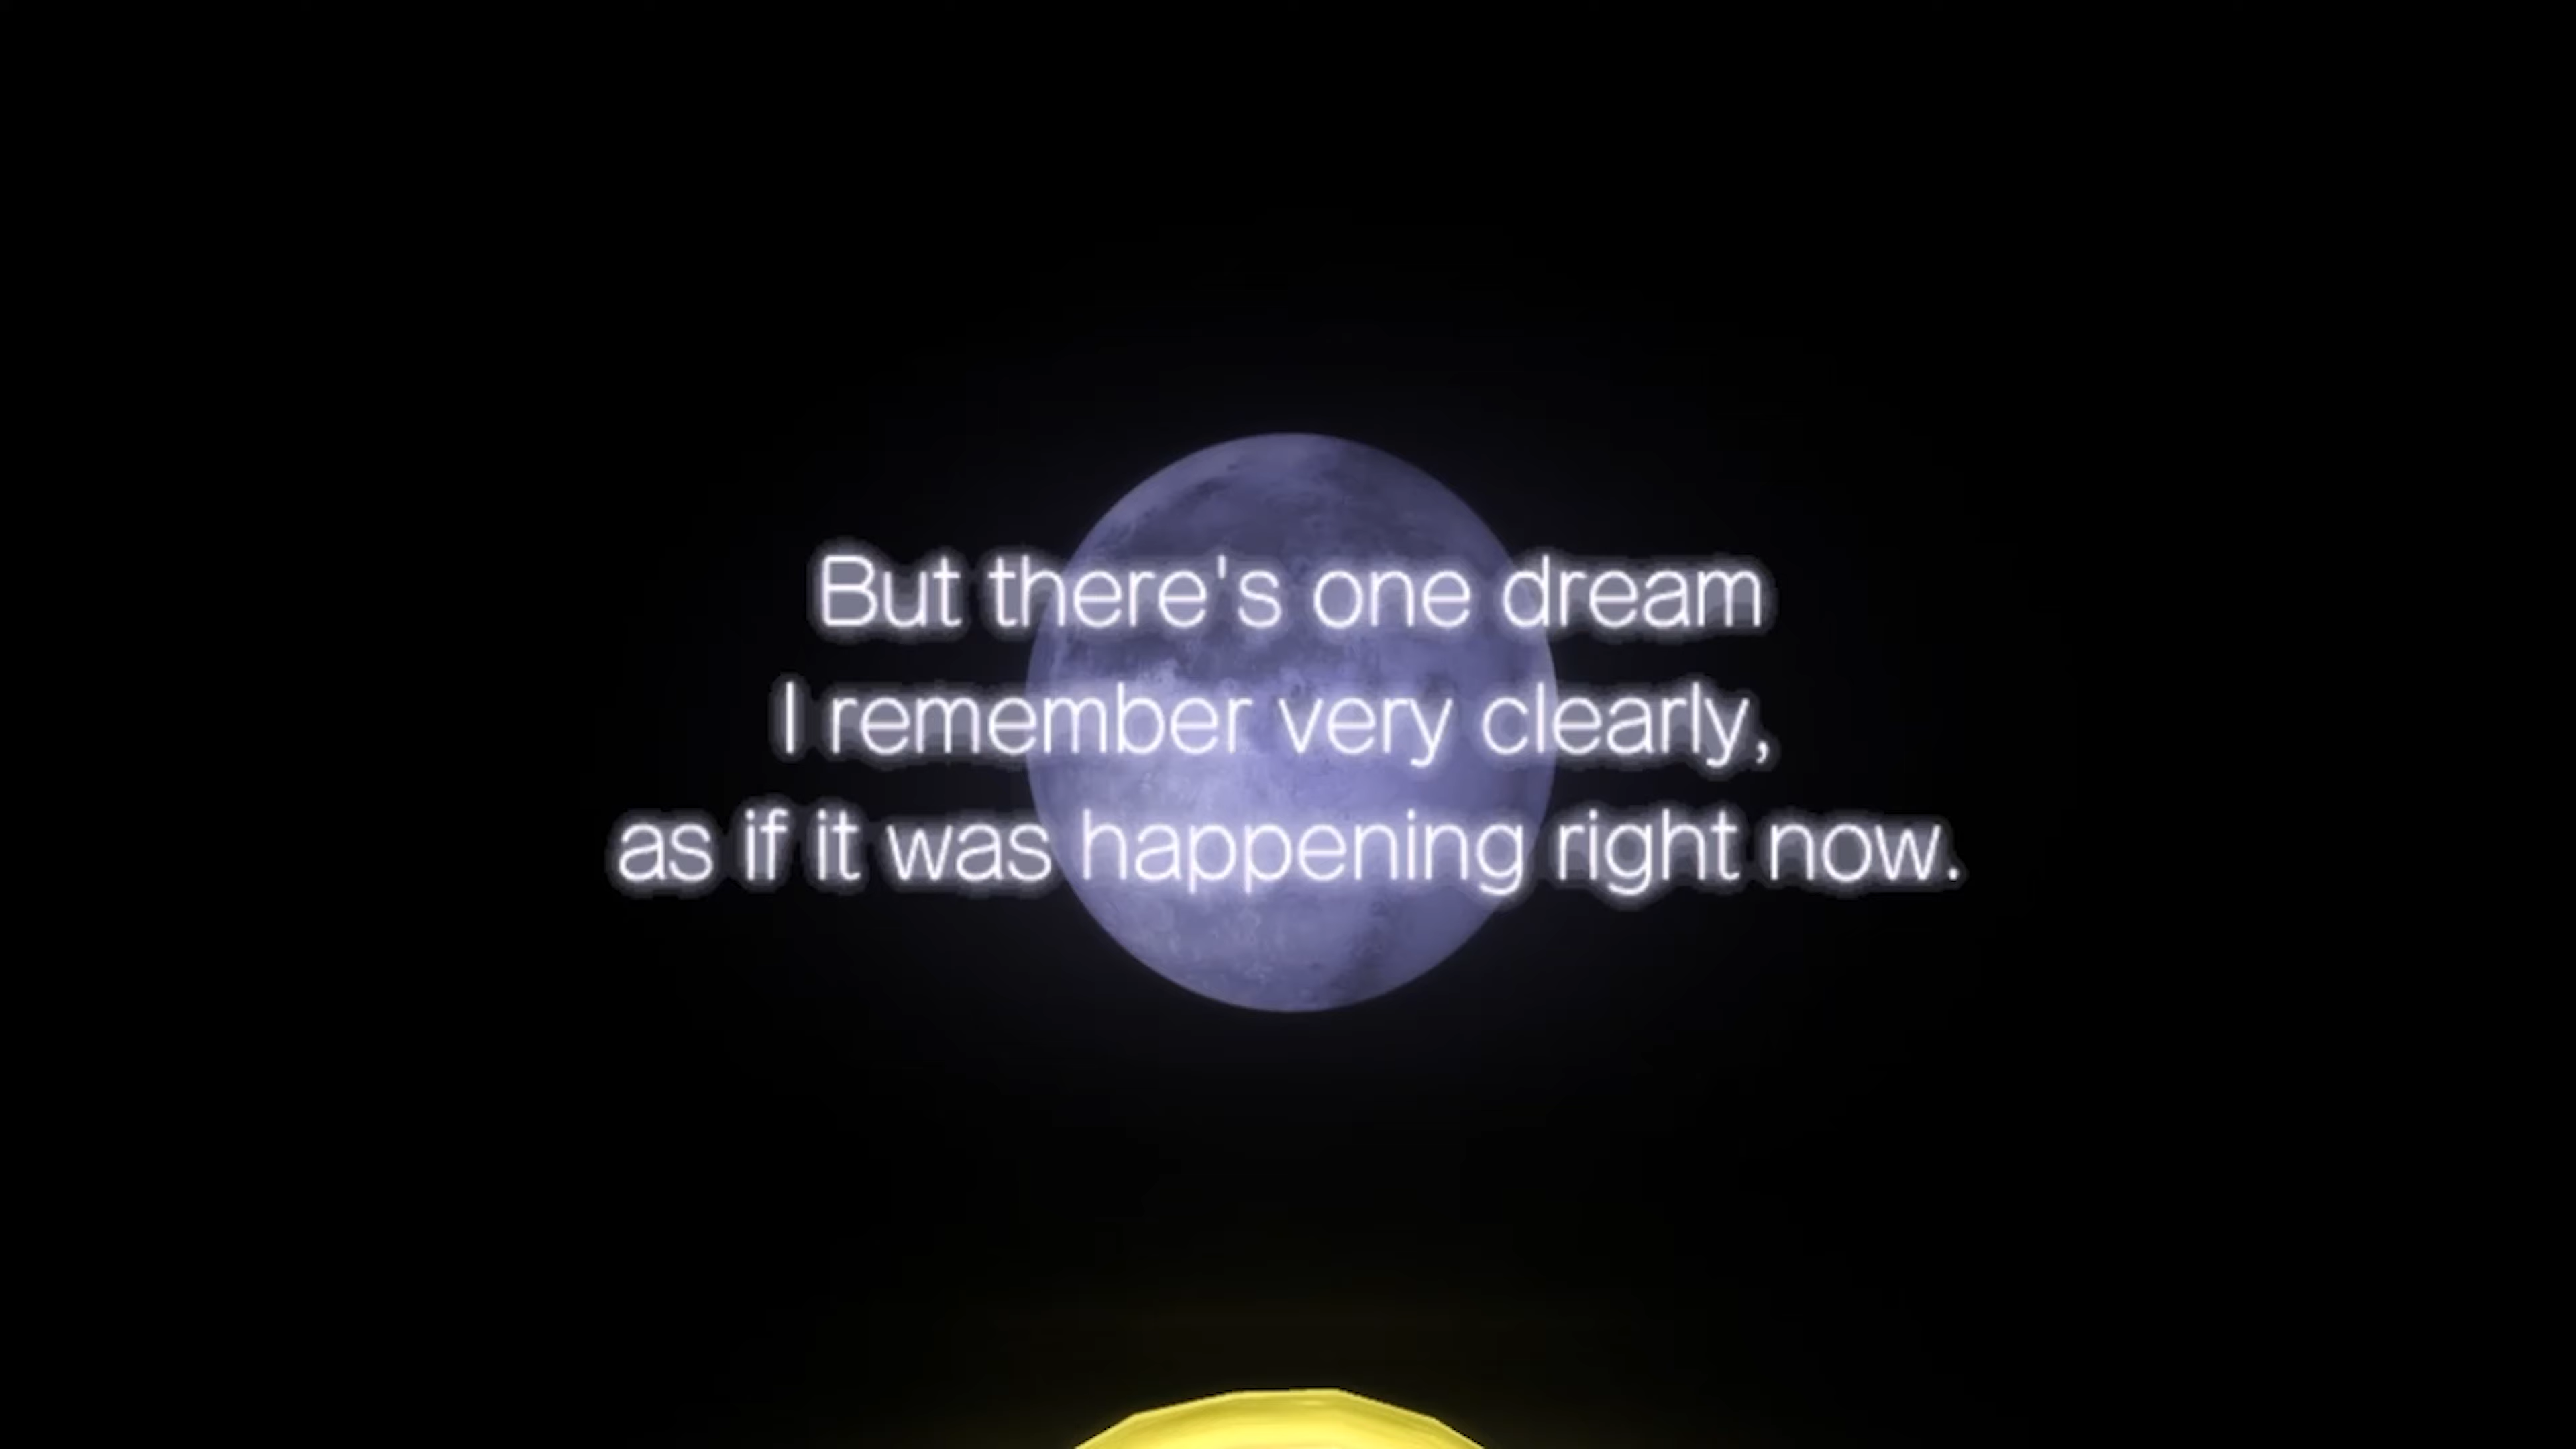 But there's one dream
I remember very clearly,
as if it was happening right now.